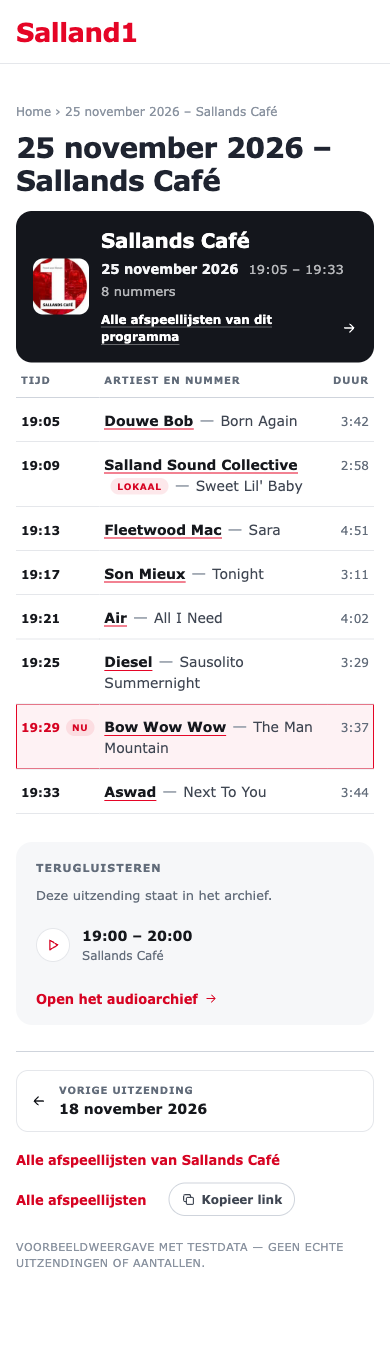 Salland1
Home › 25 november 2026 – Sallands Café
25 november 2026 –
Sallands Café
Sallands Café
25 november 2026 19:05 – 19:33
8 nummers
Alle afspeellijsten van dit
programma →
1
SALLANDS CAFÉ
TIJD ARTIEST EN NUMMER DUUR
19:05 Douwe Bob — Born Again 3:42
19:09 Salland Sound Collective 2:58
LOKAAL — Sweet Lil' Baby
19:13 Fleetwood Mac — Sara 4:51
19:17 Son Mieux — Tonight 3:11
19:21 Air — All I Need 4:02
19:25 Diesel — Sausolito 3:29
Summernight
19:29 NU Bow Wow Wow — The Man 3:37
Mountain
19:33 Aswad — Next To You 3:44
TERUGLUISTEREN
Deze uitzending staat in het archief.
19:00 – 20:00
Sallands Café
Open het audioarchief →
← VORIGE UITZENDING
18 november 2026
Alle afspeellijsten van Sallands Café
Alle afspeellijsten Kopieer link
VOORBEELDWEERGAVE MET TESTDATA — GEEN ECHTE
UITZENDINGEN OF AANTALLEN.